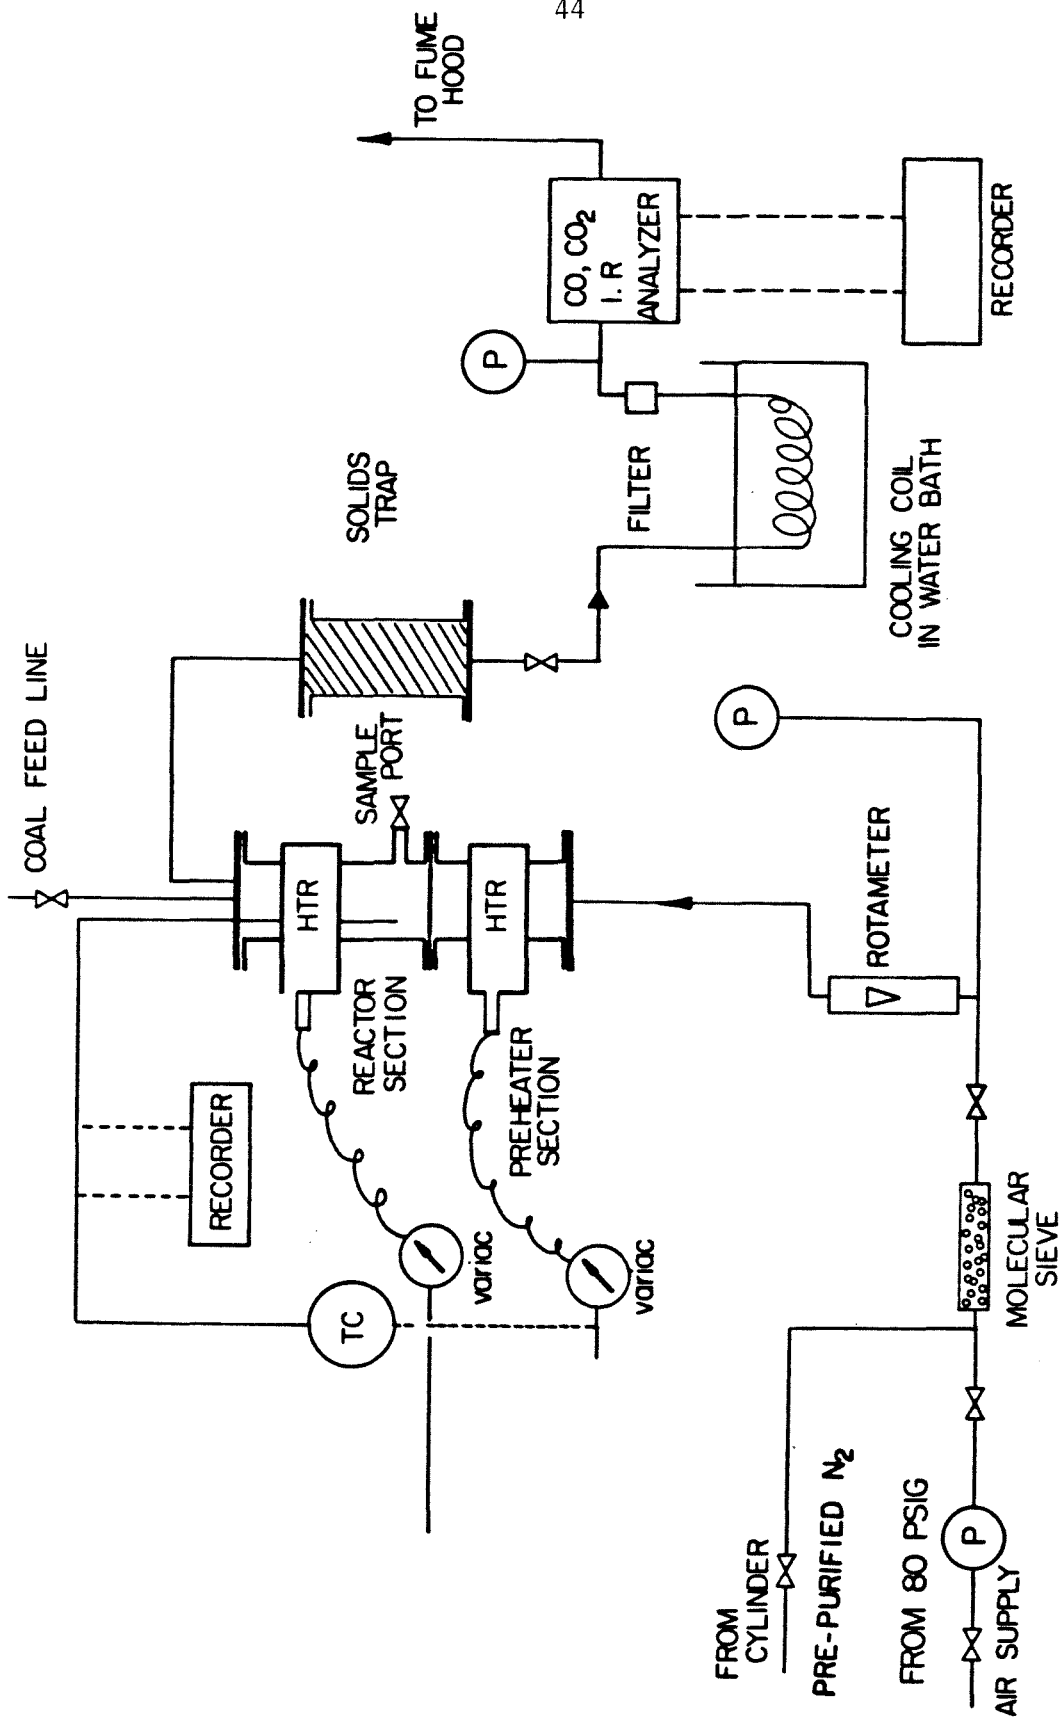 44
COAL FEED LINE
TO FUME
HOOD
SOLIDS
TRAP
SAMPLE
PORT
HTR
HTR
RECORDER
REACTOR
SECTION
PREHEATER
SECTION
TC
variac
variac
P
CO, CO2
I. R
ANALYZER
FILTER
RECORDER
COOLING COIL
IN WATER BATH
P
ROTAMETER
MOLECULAR
SIEVE
FROM
CYLINDER
PRE-PURIFIED N2
FROM 80 PSIG
P
AIR SUPPLY